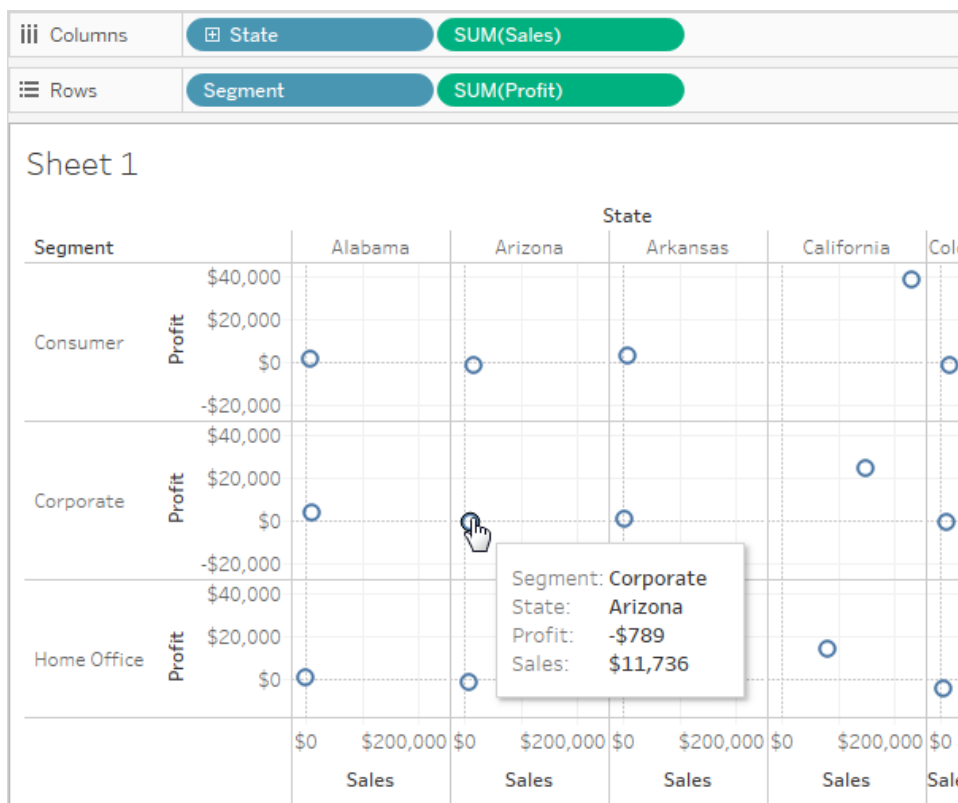 Columns State SUM(Sales)
Rows Segment SUM(Profit)
Sheet 1
State
Segment Alabama Arizona Arkansas California Col
Consumer Profit $40,000
$20,000
$0
-$20,000
Corporate Profit $40,000
$20,000
$0
-$20,000
Segment: Corporate
State: Arizona
Profit: -$789
Sales: $11,736
Home Office Profit $40,000
$20,000
$0
$0 $200,000 $0 $200,000 $0 $200,000 $0 $200,000 $0
Sales Sales Sales Sales Sale